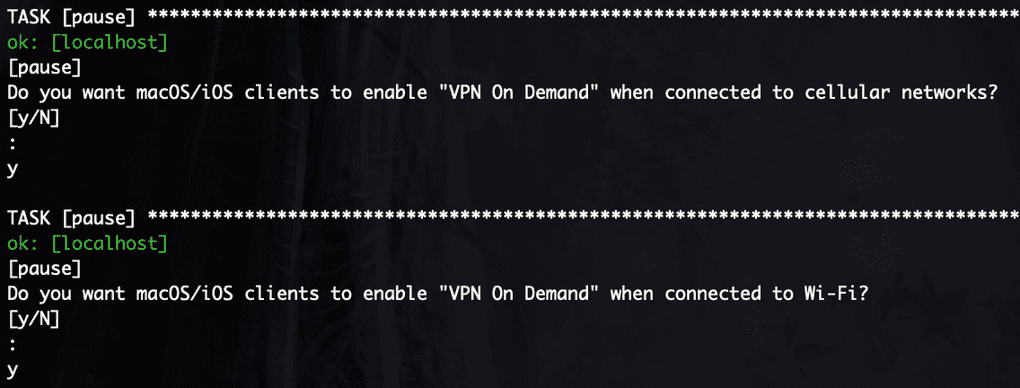 TASK [pause] *********************************************************************************
ok: [localhost]
[pause]
Do you want macOS/iOS clients to enable "VPN On Demand" when connected to cellular networks?
[y/N]
:
y
TASK [pause] *********************************************************************************
ok: [localhost]
[pause]
Do you want macOS/iOS clients to enable "VPN On Demand" when connected to Wi-Fi?
[y/N]
:
y